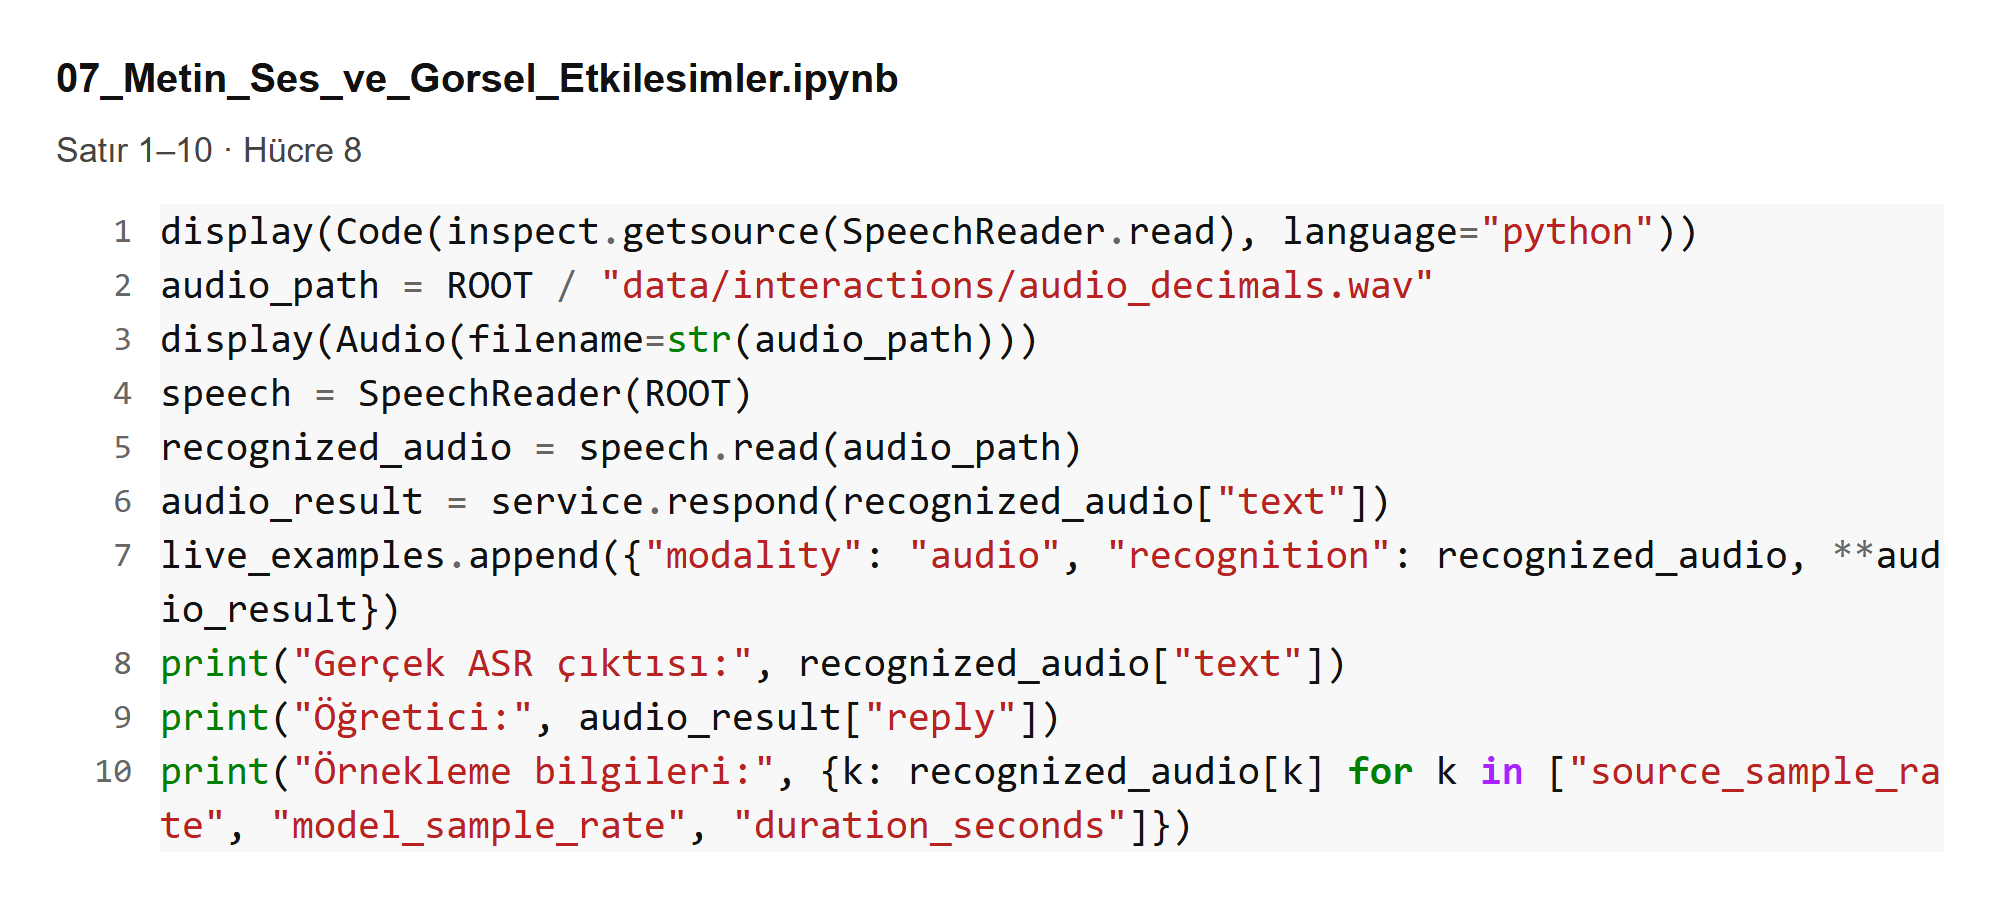 07_Metin_Ses_ve_Gorsel_Etkilesimler.ipynb
Satır 1–10 · Hücre 8
1 display(Code(inspect.getsource(SpeechReader.read), language="python"))
2 audio_path = ROOT / "data/interactions/audio_decimals.wav"
3 display(Audio(filename=str(audio_path)))
4 speech = SpeechReader(ROOT)
5 recognized_audio = speech.read(audio_path)
6 audio_result = service.respond(recognized_audio["text"])
7 live_examples.append({"modality": "audio", "recognition": recognized_audio, **aud
io_result})
8 print("Gerçek ASR çıktısı:", recognized_audio["text"])
9 print("Öğretici:", audio_result["reply"])
10 print("Örnekleme bilgileri:", {k: recognized_audio[k] for k in ["source_sample_ra
te", "model_sample_rate", "duration_seconds"]})